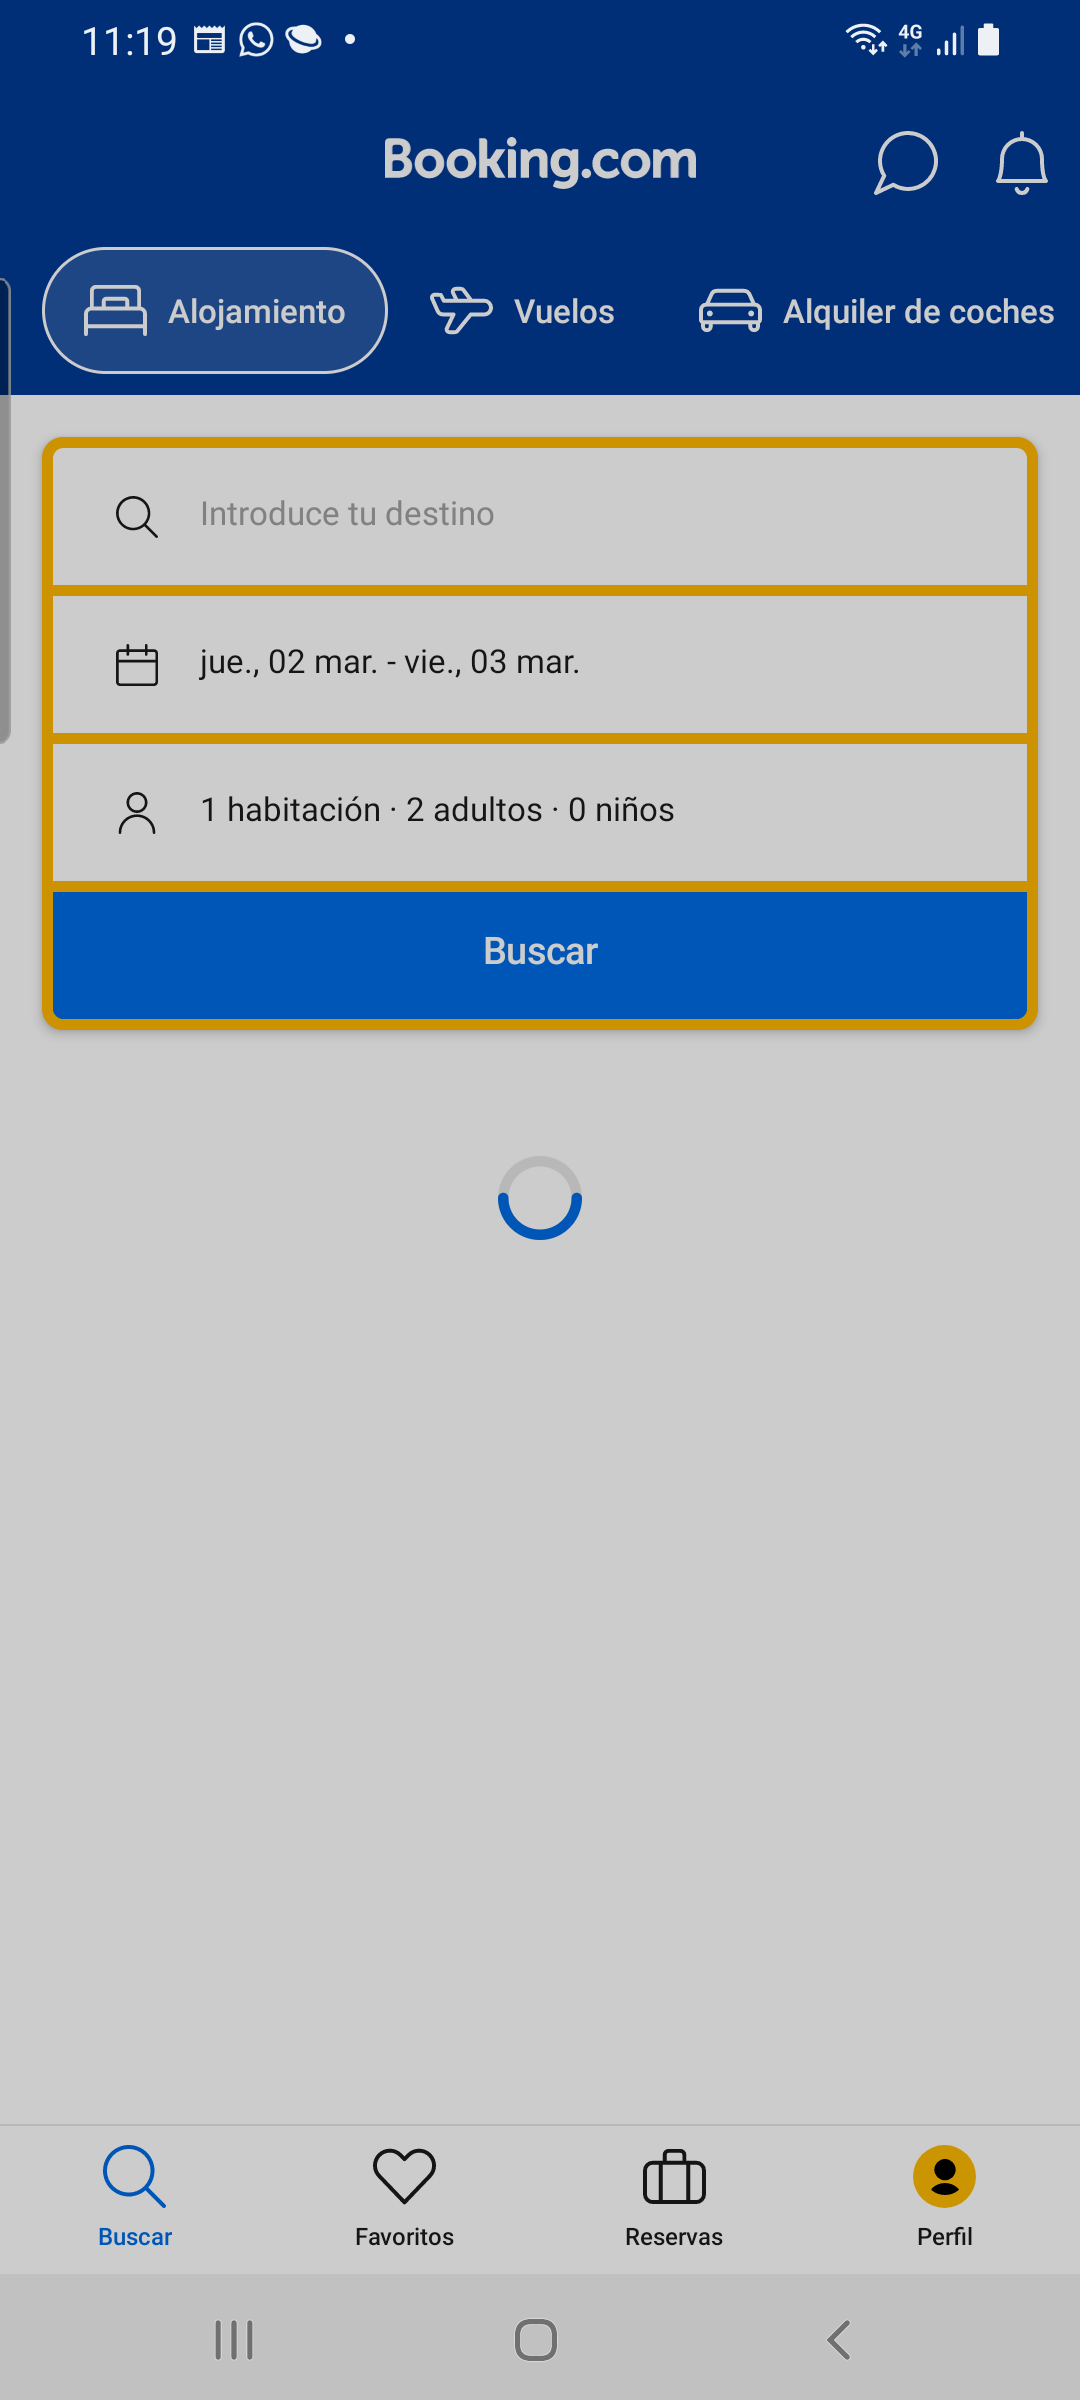 11:19
4G
Booking.com
Alojamiento
Vuelos
Alquiler de coches
Introduce tu destino
jue., 02 mar. - vie., 03 mar.
1 habitación · 2 adultos · 0 niños
Buscar
Buscar
Favoritos
Reservas
Perfil